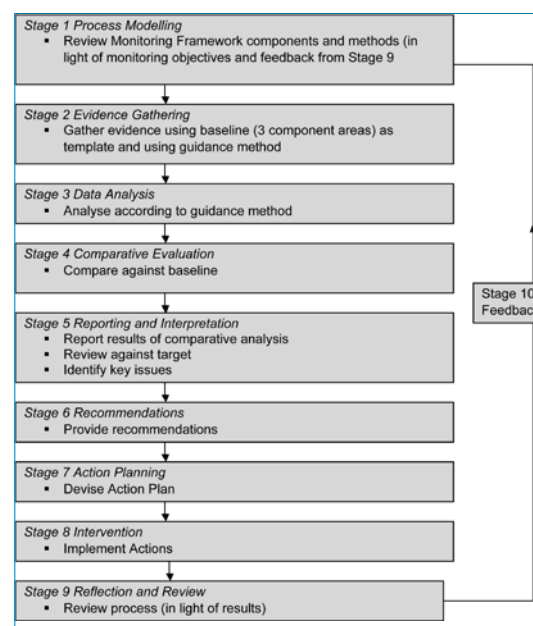 Stage 1 Process Modelling
▪ Review Monitoring Framework components and methods (in
light of monitoring objectives and feedback from Stage 9
Stage 2 Evidence Gathering
▪ Gather evidence using baseline (3 component areas) as
template and using guidance method
Stage 3 Data Analysis
▪ Analyse according to guidance method
Stage 4 Comparative Evaluation
▪ Compare against baseline
Stage 5 Reporting and Interpretation
▪ Report results of comparative analysis
▪ Review against target
▪ Identify key issues
Stage 6 Recommendations
▪ Provide recommendations
Stage 7 Action Planning
▪ Devise Action Plan
Stage 8 Intervention
▪ Implement Actions
Stage 9 Reflection and Review
▪ Review process (in light of results)
Stage 10
Feedback